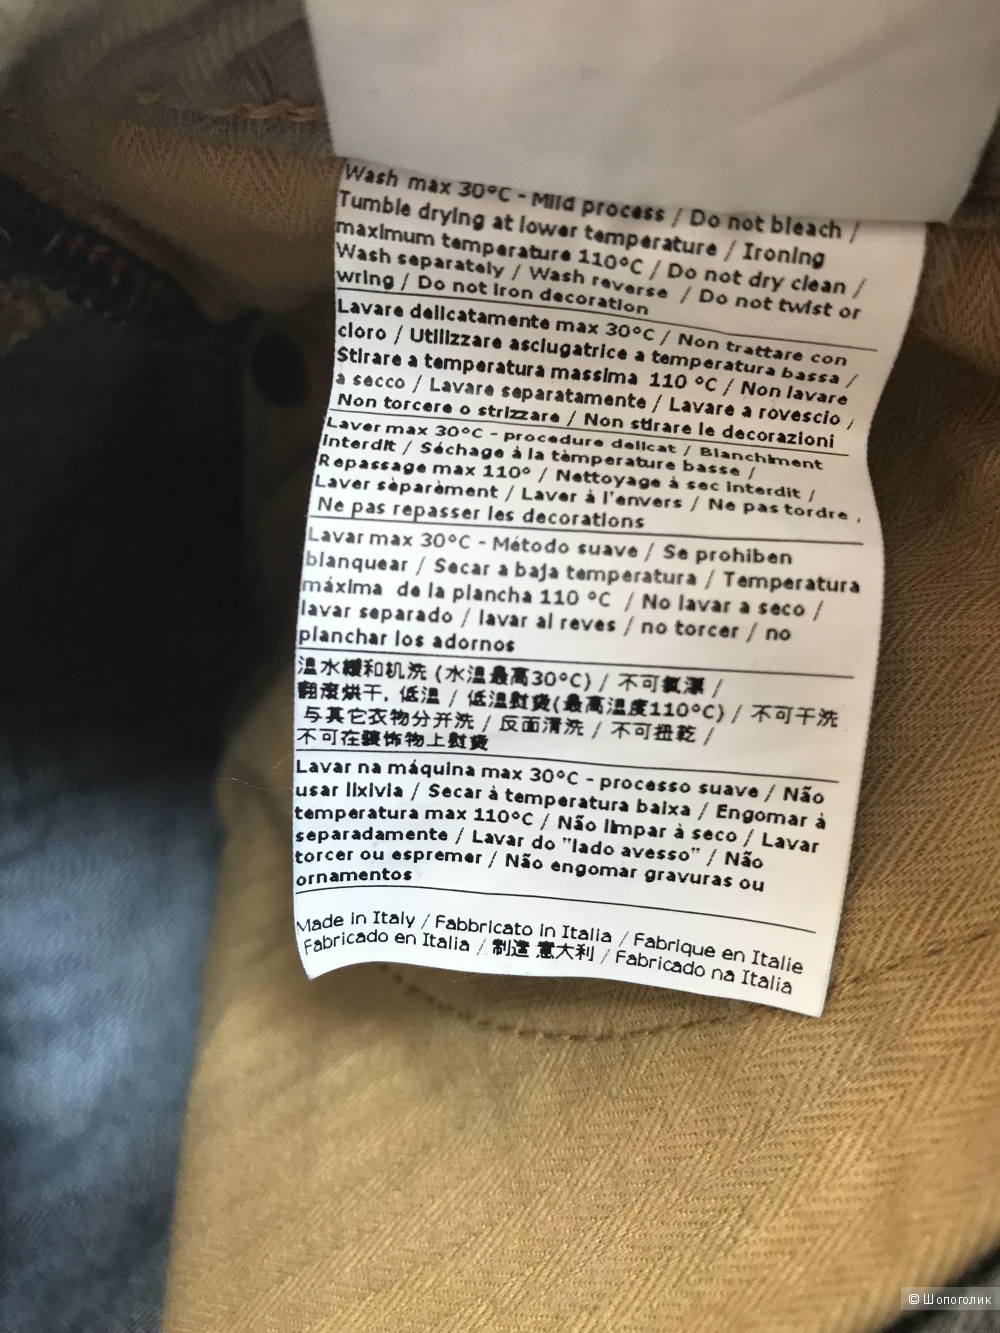 Wash max 30°C - Mild process / Do not bleach /
Tumble drying at lower temperature / Ironing
maximum temperature 110°C / Do not dry clean /
Wash separately / Wash reverse / Do not twist or
wring / Do not iron decoration
Lavare delicatamente max 30°C / Non trattare con
cloro / Utilizzare asciugatrice a temperatura bassa /
Stirare a temperatura massima 110 °C / Non lavare
a secco / Lavare separatamente / Lavare a rovescio /
Non torcere o strizzare / Non stirare le decorazioni
Laver max 30°C - procedure delicat / Blanchiment
interdit / Séchage à la tèmperature basse /
Repassage max 110° / Nettoyage à sec interdit /
Laver sèparèment / Laver à l'envers / Ne pas tordre ,
Ne pas repasser les decorations
Lavar max 30°C - Método suave / Se prohiben
blanquear / Secar a baja temperatura / Temperatura
máxima de la plancha 110 °C / No lavar a seco /
lavar separado / lavar al reves / no torcer / no
planchar los adornos
温水緩和机洗 (水温最高30°C) / 不可氯漂 /
翻滚烘干, 低温 / 低温熨燙(最高温度110°C) / 不可干洗
与其它衣物分开洗 / 反面清洗 / 不可扭乾 /
不可在鑲饰物上熨燙
Lavar na máquina max 30°C - processo suave / Não
usar lixivia / Secar à temperatura baixa / Engomar à
temperatura max 110°C / Não limpar à seco / Lavar
separadamente / Lavar do "lado avesso" / Não
torcer ou espremer / Não engomar gravuras ou
ornamentos
Made in Italy / Fabbricato in Italia / Fabrique en Italie
Fabricado en Italia / 制造 意大利 / Fabricado na Italia
© Шопоголик